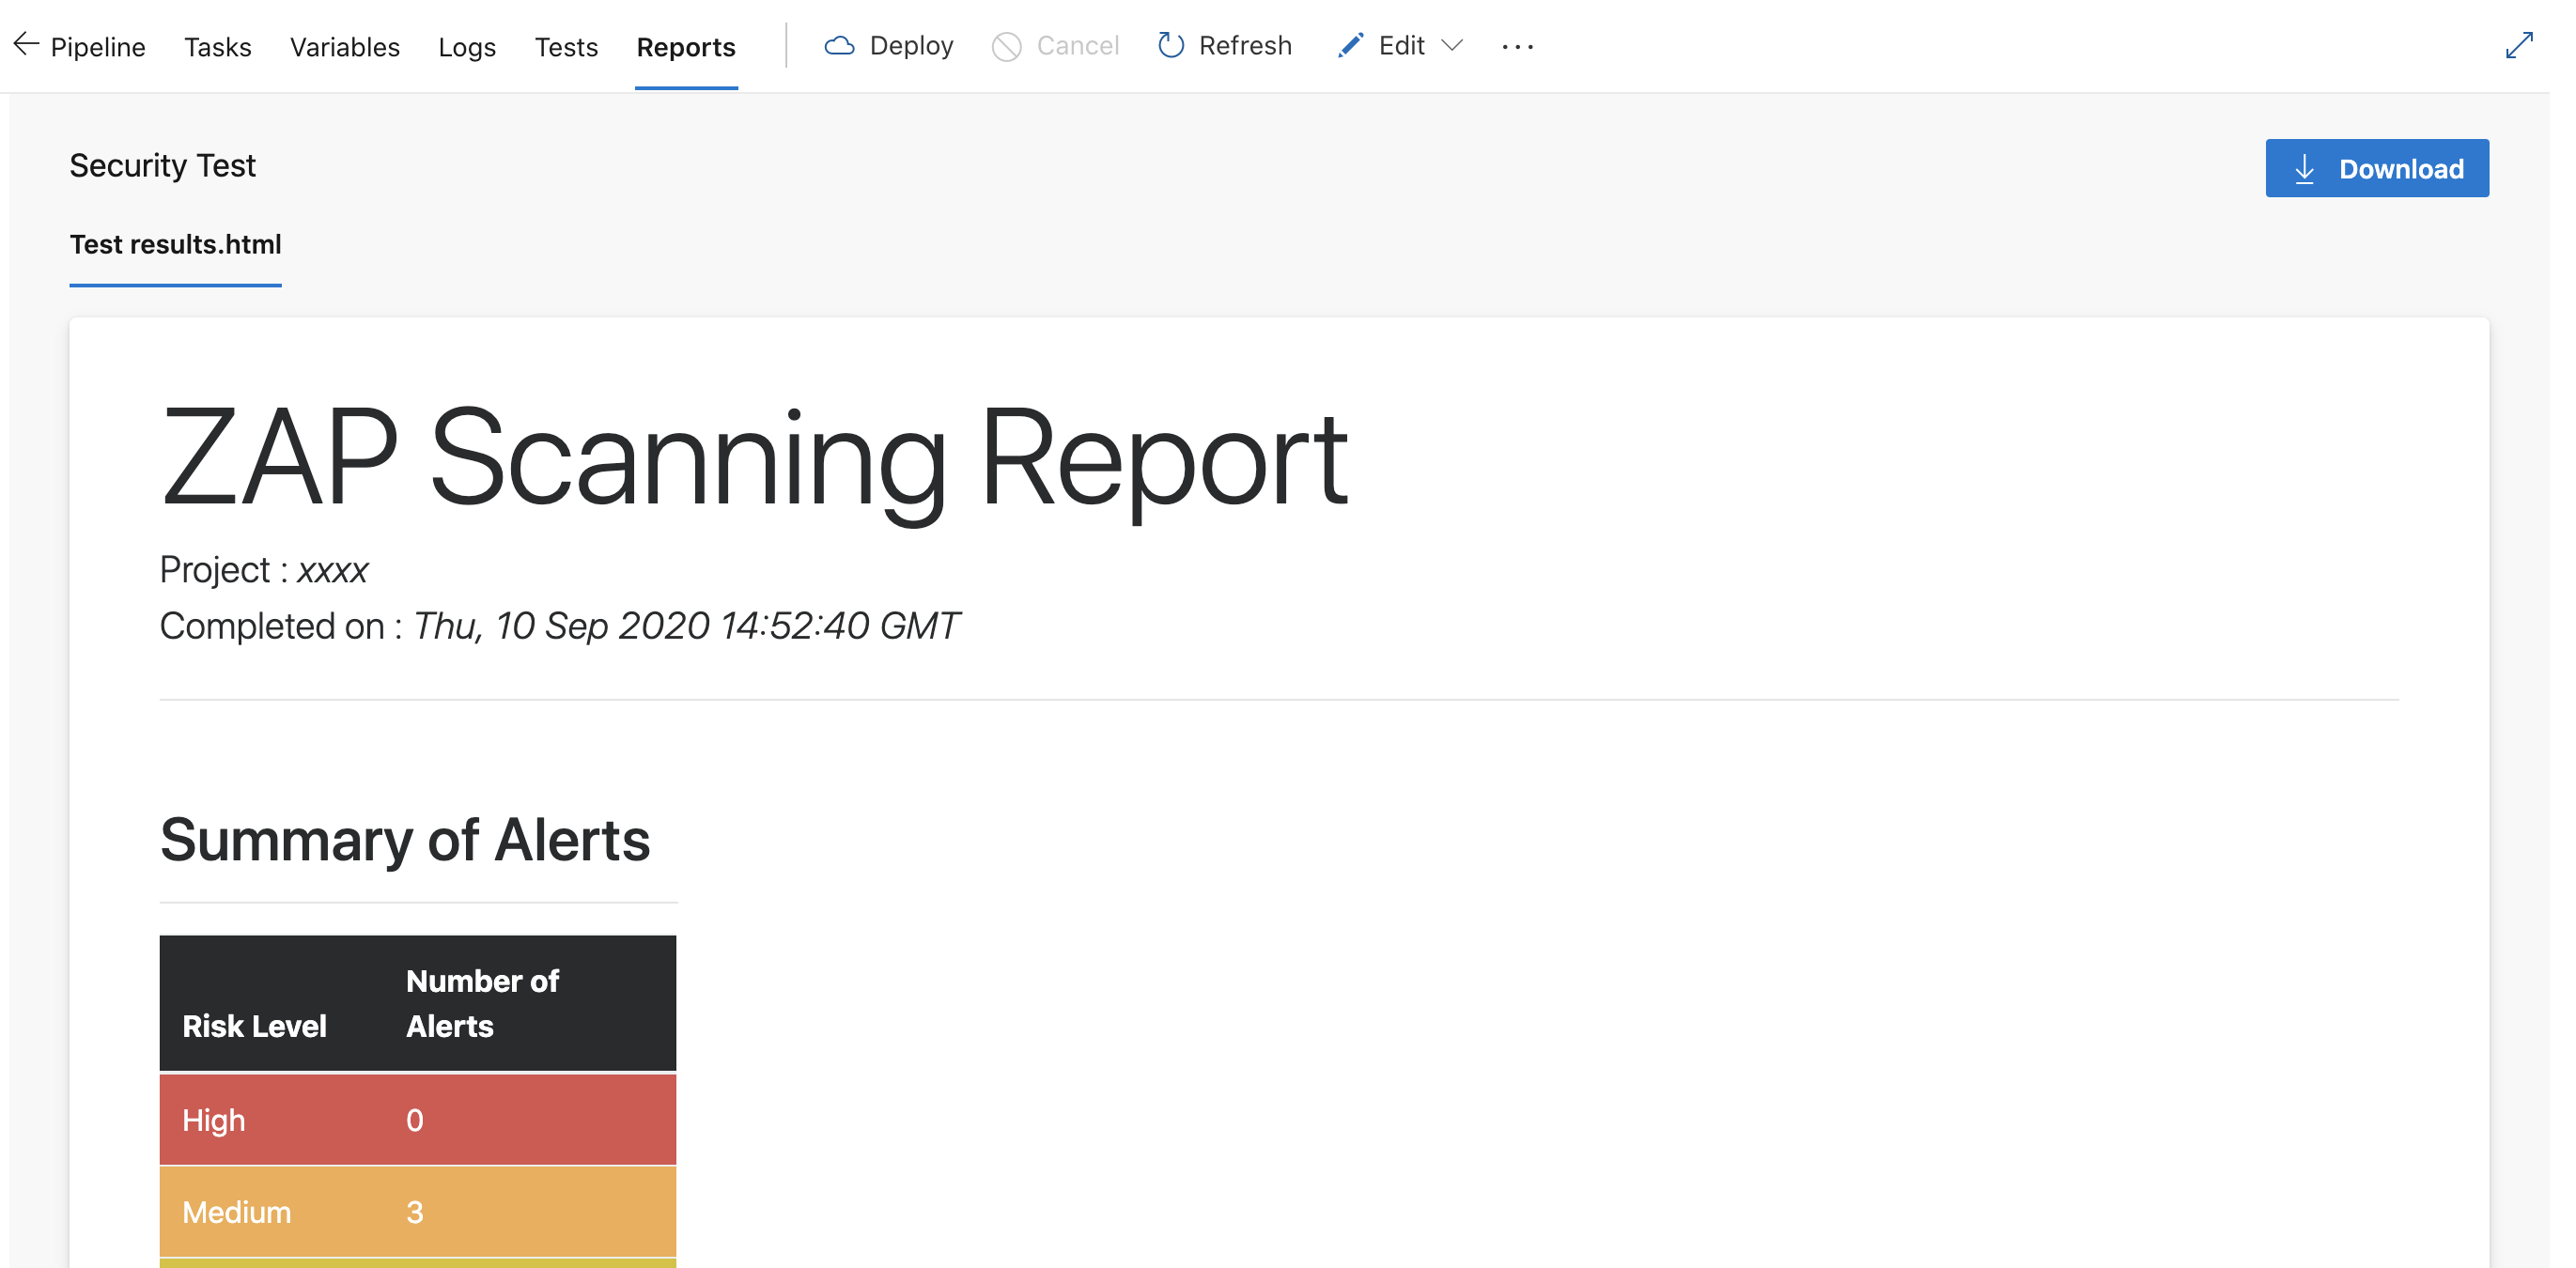 Pipeline Tasks Variables Logs Tests Reports Deploy Cancel Refresh Edit
Security Test
Download
Test results.html
ZAP Scanning Report
Project : xxxx
Completed on : Thu, 10 Sep 2020 14:52:40 GMT
Summary of Alerts
Risk Level Number of
Alerts
High 0
Medium 3